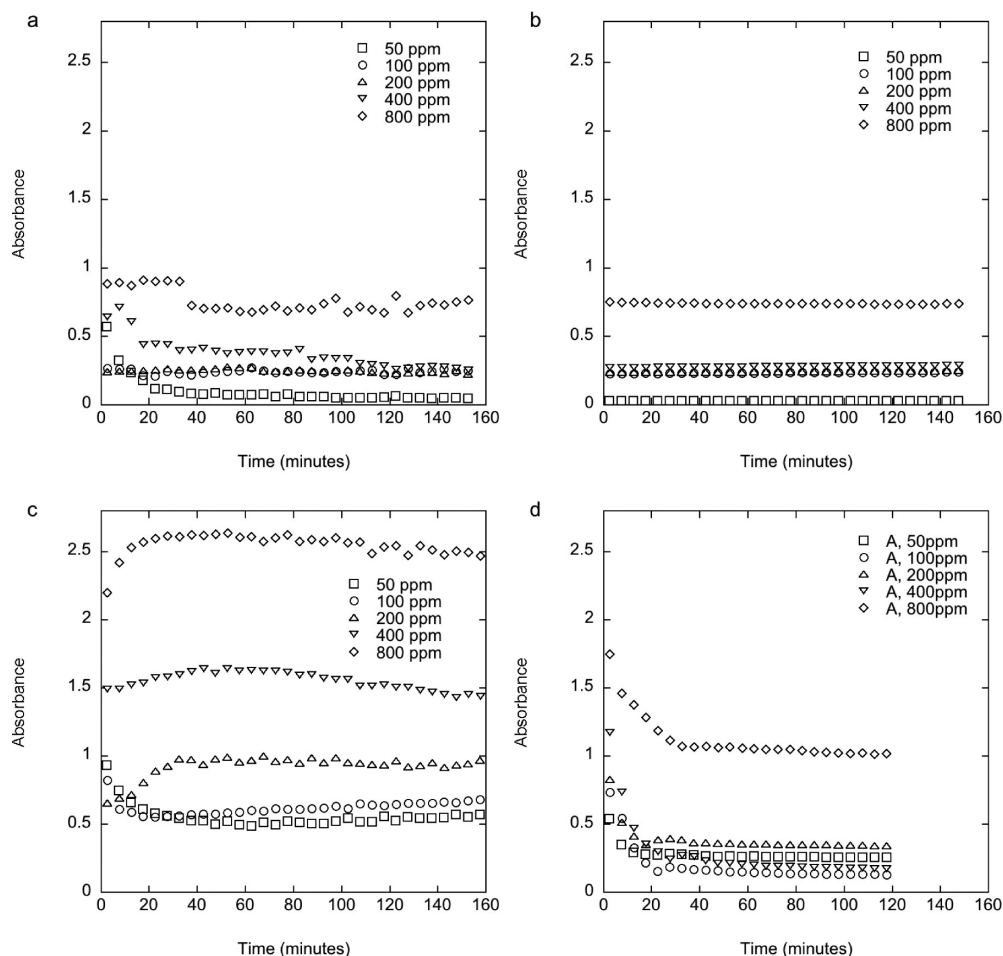 a
50 ppm
100 ppm
200 ppm
400 ppm
800 ppm
2.5
2
1.5
1
0.5
0
0 20 40 60 80 100 120 140 160
Absorbance
Time (minutes)
b
50 ppm
100 ppm
200 ppm
400 ppm
800 ppm
2.5
2
1.5
1
0.5
0
0 20 40 60 80 100 120 140 160
Absorbance
Time (minutes)
c
50 ppm
100 ppm
200 ppm
400 ppm
800 ppm
2.5
2
1.5
1
0.5
0
0 20 40 60 80 100 120 140 160
Absorbance
Time (minutes)
d
A, 50ppm
A, 100ppm
A, 200ppm
A, 400ppm
A, 800ppm
2.5
2
1.5
1
0.5
0
0 20 40 60 80 100 120 140 160
Absorbance
Time (minutes)